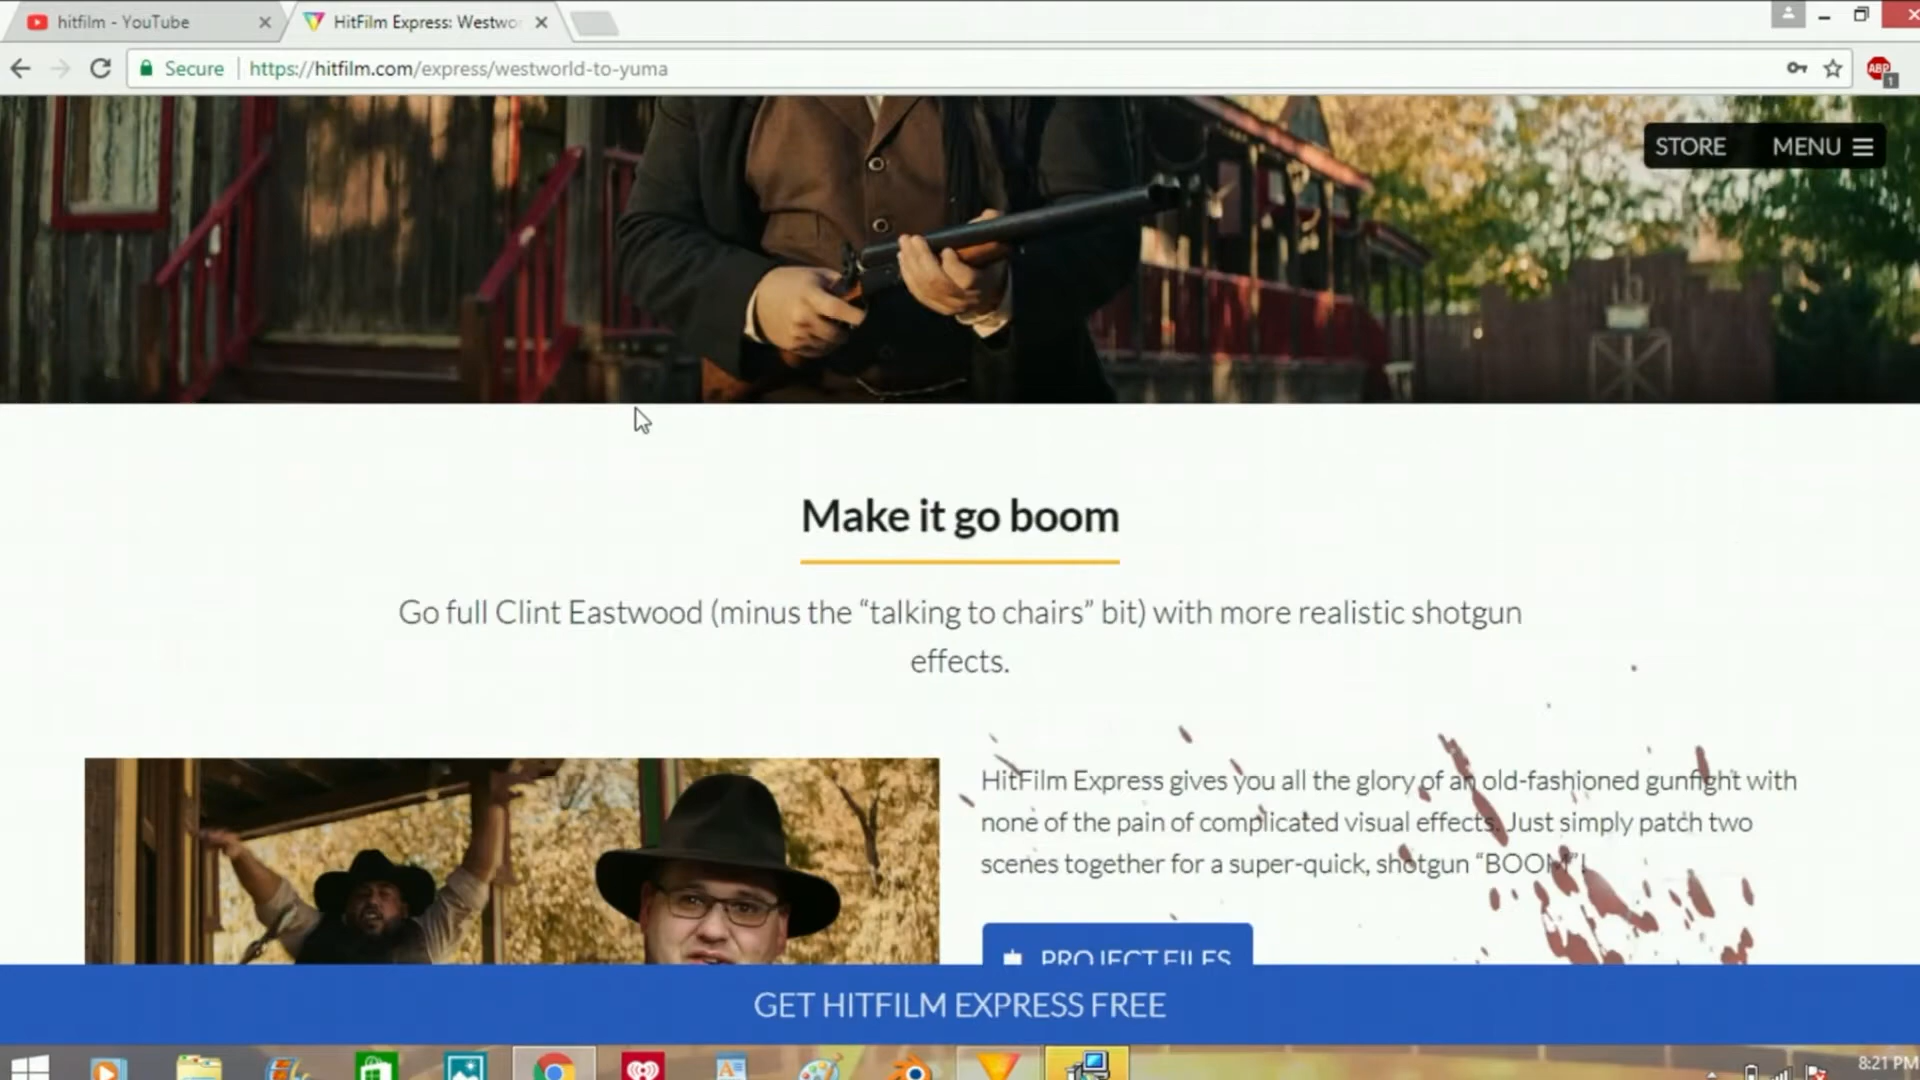 hitfilm - YouTube
HitFilm Express: Westwo
Secure
https://hitfilm.com/express/westworld-to-yuma
ABP
1
STORE
MENU
Make it go boom
Go full Clint Eastwood (minus the “talking to chairs” bit) with more realistic shotgun
effects.
HitFilm Express gives you all the glory of an old-fashioned gunfight with
none of the pain of complicated visual effects. Just simply patch two
scenes together for a super-quick, shotgun “BOOM”!
PROJECT FILES
GET HITFILM EXPRESS FREE
8:21 PM